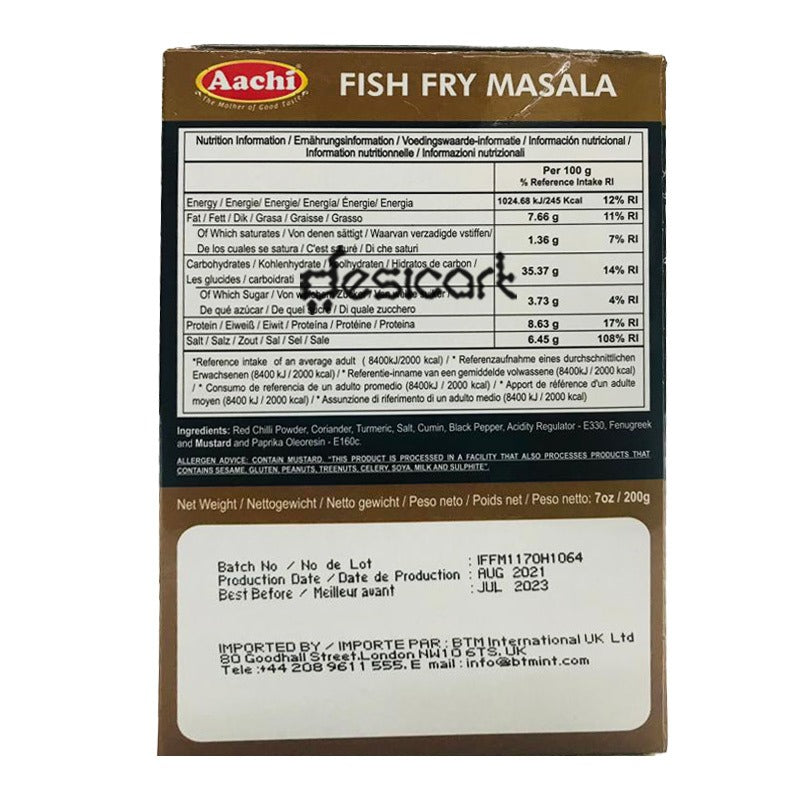 Aachi
The Mother of Good Taste
FISH FRY MASALA
Nutrition Information / Ernährungsinformation / Voedingswaarde-informatie / Información nutricional /
Information nutritionnelle / Informazioni nutrizionali
Per 100 g
% Reference Intake RI
Energy / Energie/ Energie/ Energía/ Énergie/ Energia 1024.68 kJ/245 Kcal 12% RI
Fat / Fett / Dik / Grasa / Graisse / Grasso 7.66 g 11% RI
Of Which saturates / Von denen sättigt / Waarvan verzadigde vstiffen/
De los cuales se satura / C'est saturé / Di che saturi 1.36 g 7% RI
Carbohydrates / Kohlenhydrate / Koolhydraten / Hidratos de carbon /
Les glucides / carboidrati 35.37 g 14% RI
desicart
Of Which Sugar / Von
De qué azúcar / De quel sucre / Di quale zucchero 3.73 g 4% RI
Protein / Eiweiß / Eiwit / Proteína / Protéine / Proteina 8.63 g 17% RI
Salt / Salz / Zout / Sal / Sel / Sale 6.45 g 108% RI
*Reference intake of an average adult ( 8400kJ/2000 kcal) / * Referenzaufnahme eines durchschnittlichen
Erwachsenen (8400 kJ / 2000 kcal) / * Referentie-inname van een gemiddelde volwassene (8400kJ / 2000 kcal)
/ * Consumo de referencia de un adulto promedio (8400kJ / 2000 kcal) / * Apport de référence d'un adulte
moyen (8400 kJ / 2000 kcal) / * Assunzione di riferimento di un adulto medio (8400 kJ / 2000 kcal)
Ingredients: Red Chilli Powder, Coriander, Turmeric, Salt, Cumin, Black Pepper, Acidity Regulator - E330, Fenugreek
and Mustard and Paprika Oleoresin - E160c.
ALLERGEN ADVICE: CONTAIN MUSTARD. "THIS PRODUCT IS PROCESSED IN A FACILITY THAT ALSO PROCESSES PRODUCTS THAT
CONTAINS SESAME, GLUTEN, PEANUTS, TREENUTS, CELERY, SOYA, MILK AND SULPHITE".
Net Weight / Nettogewicht / Netto gewicht / Peso neto / Poids net / Peso netto: 7oz / 200g
Batch No / No de Lot : IFFM1170H1064
Production Date / Date de Production : AUG 2021
Best Before / Meilleur avant : JUL 2023
IMPORTED BY / IMPORTE PAR : BTM International UK Ltd
80 Goodhall Street,London NW10 6TS, UK
Tele :+44 208 9611 555. E mail : info@btmint.com